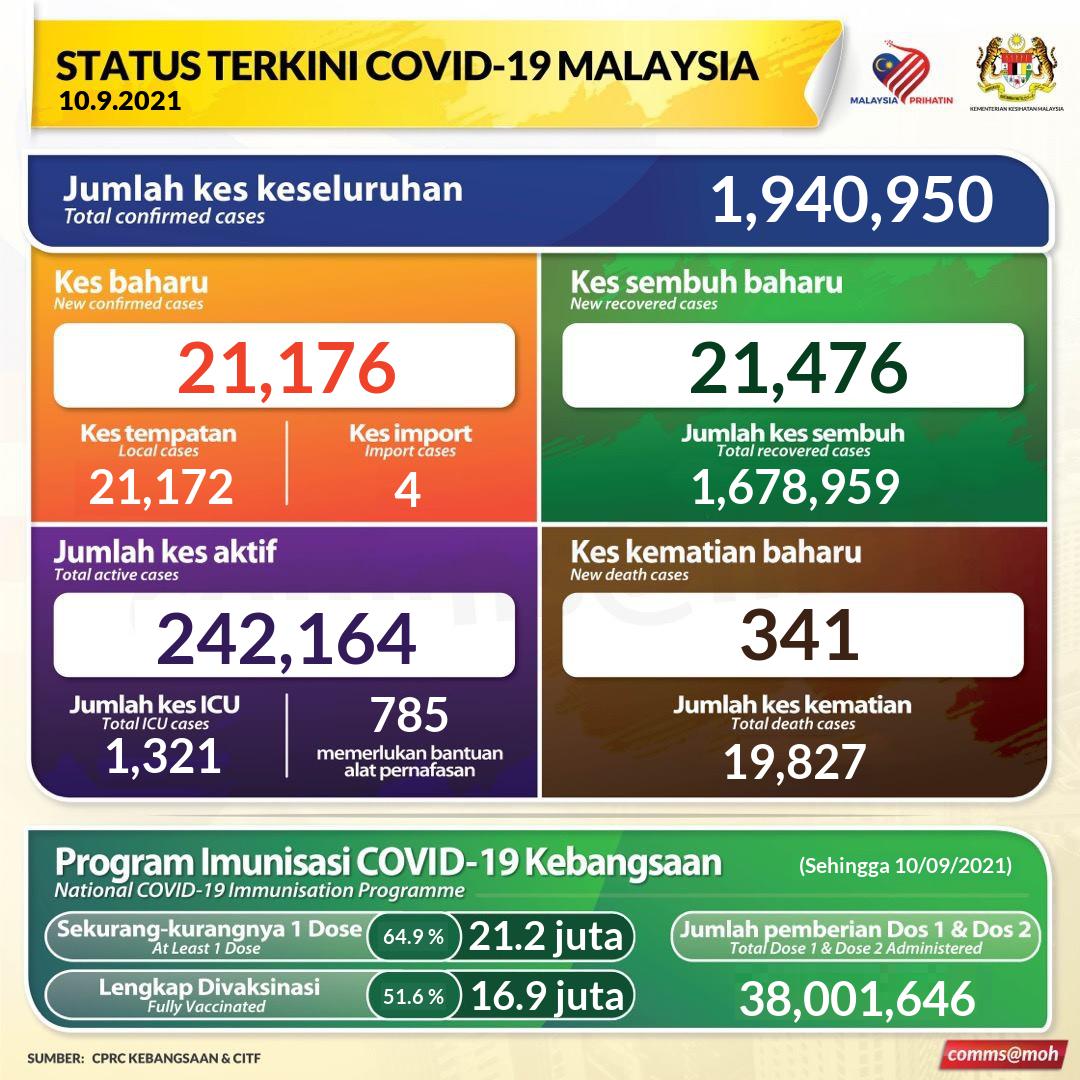 STATUS TERKINI COVID-19 MALAYSIA
10.9.2021
MALAYSIA PRIHATIN
KEMENTERIAN KESIHATAN MALAYSIA
Jumlah kes keseluruhan
Total confirmed cases
1,940,950
Kes baharu
New confirmed cases
21,176
Kes tempatan
Local cases
21,172
Kes import
Import cases
4
Kes sembuh baharu
New recovered cases
21,476
Jumlah kes sembuh
Total recovered cases
1,678,959
Jumlah kes aktif
Total active cases
242,164
Jumlah kes ICU
Total ICU cases
1,321
785
memerlukan bantuan
alat pernafasan
Kes kematian baharu
New death cases
341
Jumlah kes kematian
Total death cases
19,827
Program Imunisasi COVID-19 Kebangsaan
(Sehingga 10/09/2021)
National COVID-19 Immunisation Programme
Sekurang-kurangnya 1 Dose
At Least 1 Dose
64.9 %
21.2 juta
Lengkap Divaksinasi
Fully Vaccinated
51.6 %
16.9 juta
Jumlah pemberian Dos 1 & Dos 2
Total Dose 1 & Dose 2 Administered
38,001,646
SUMBER: CPRC KEBANGSAAN & CITF
comms@moh